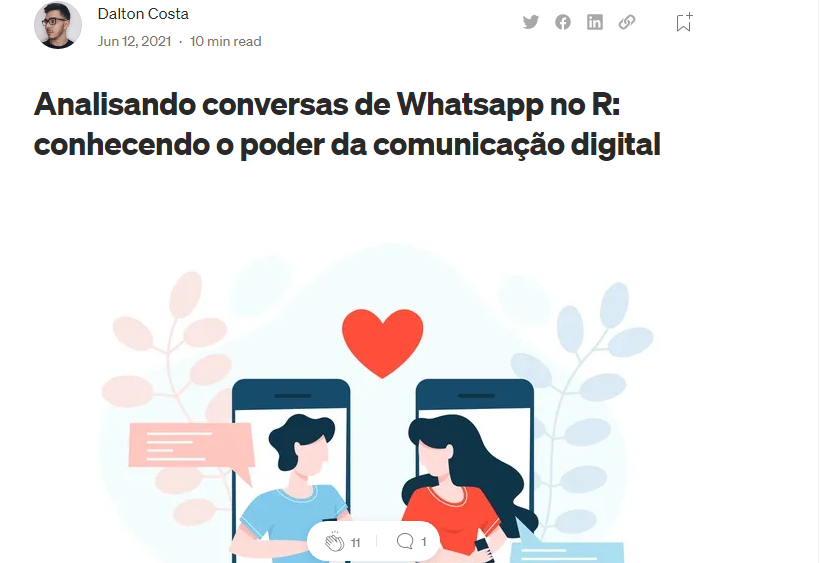 Dalton Costa
Jun 12, 2021 · 10 min read
Analisando conversas de Whatsapp no R:
conhecendo o poder da comunicação digital
11
1